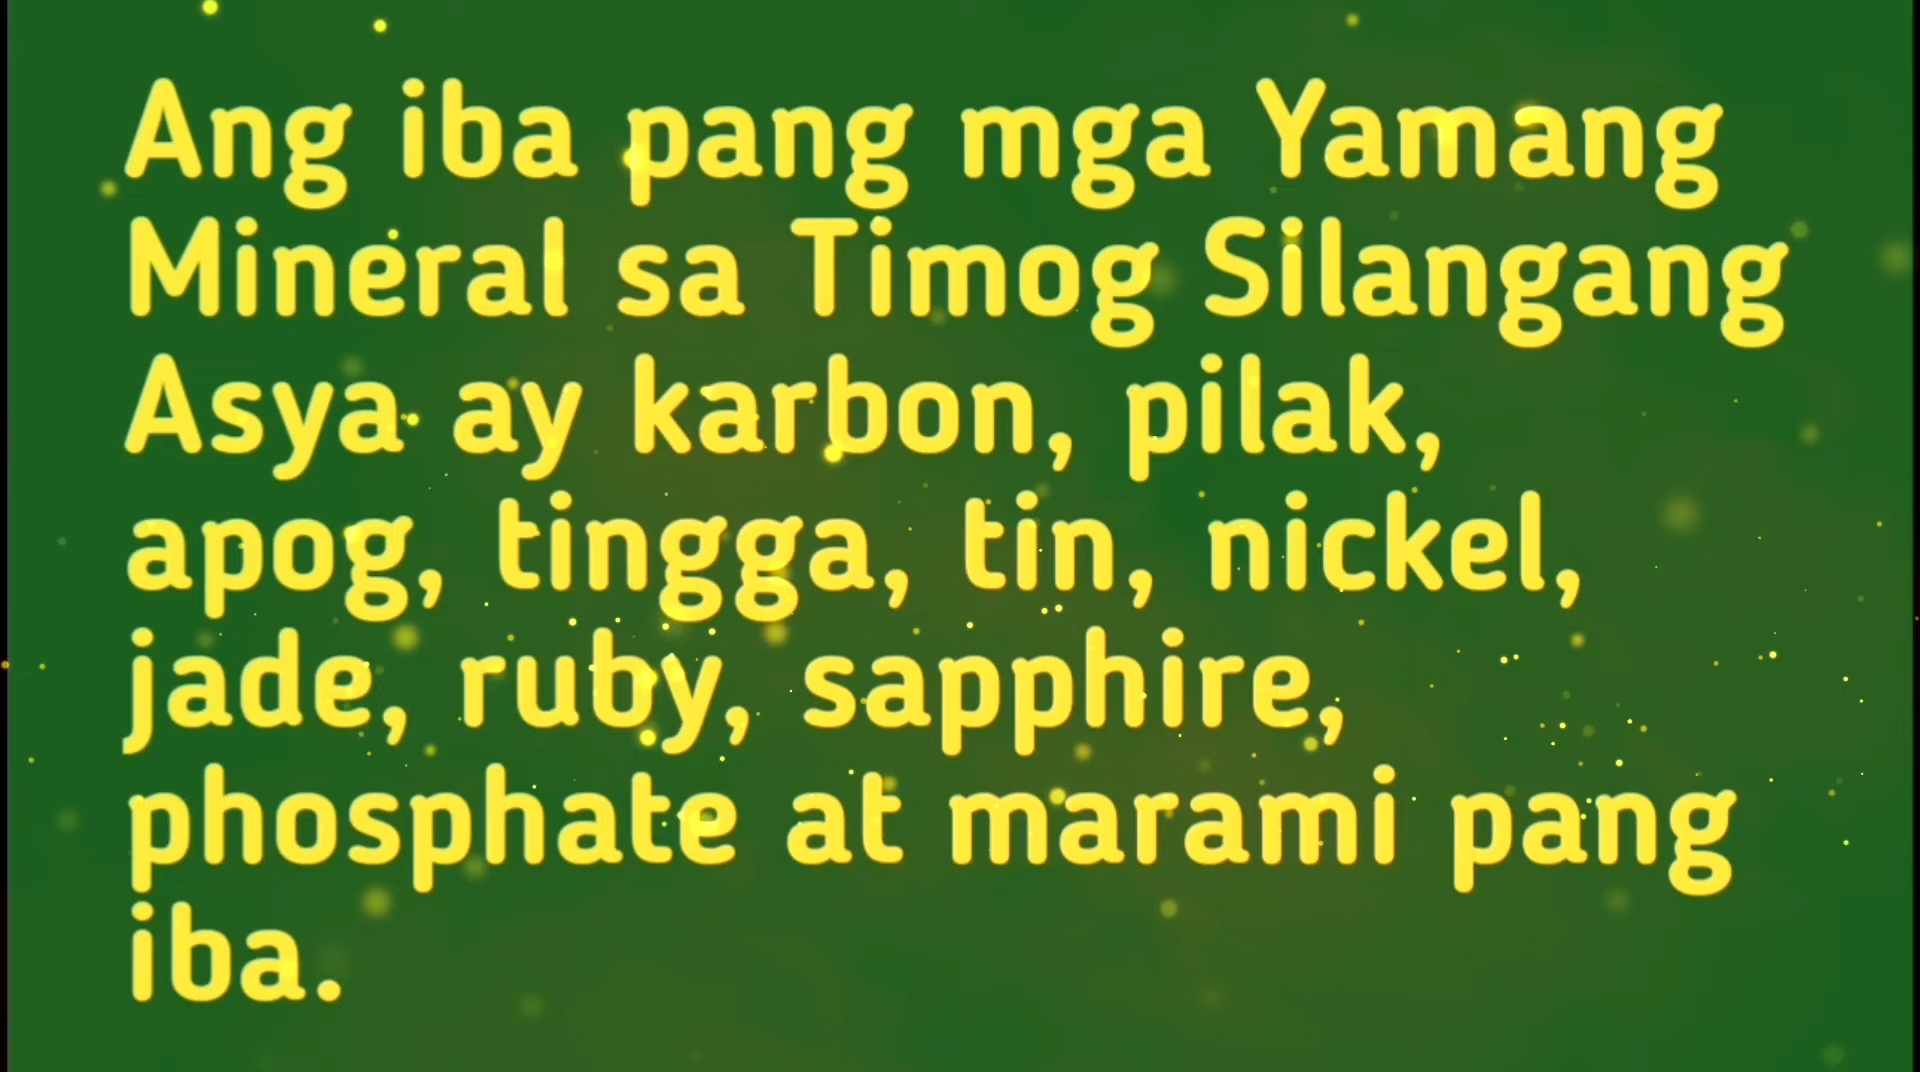 Ang iba pang mga Yamang
Mineral sa Timog Silangang
Asya ay karbon, pilak,
apog, tingga, tin, nickel,
jade, ruby, sapphire,
phosphate at marami pang
iba.